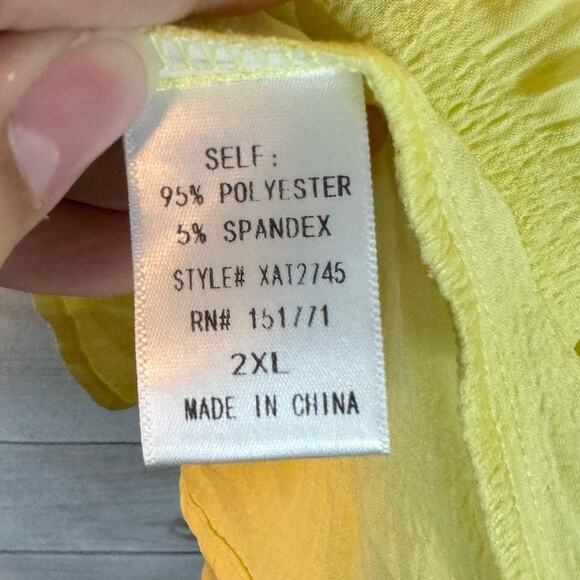 SELF:
95% POLYESTER
5% SPANDEX
STYLE# XAT2745
RN# 151771
2XL
MADE IN CHINA